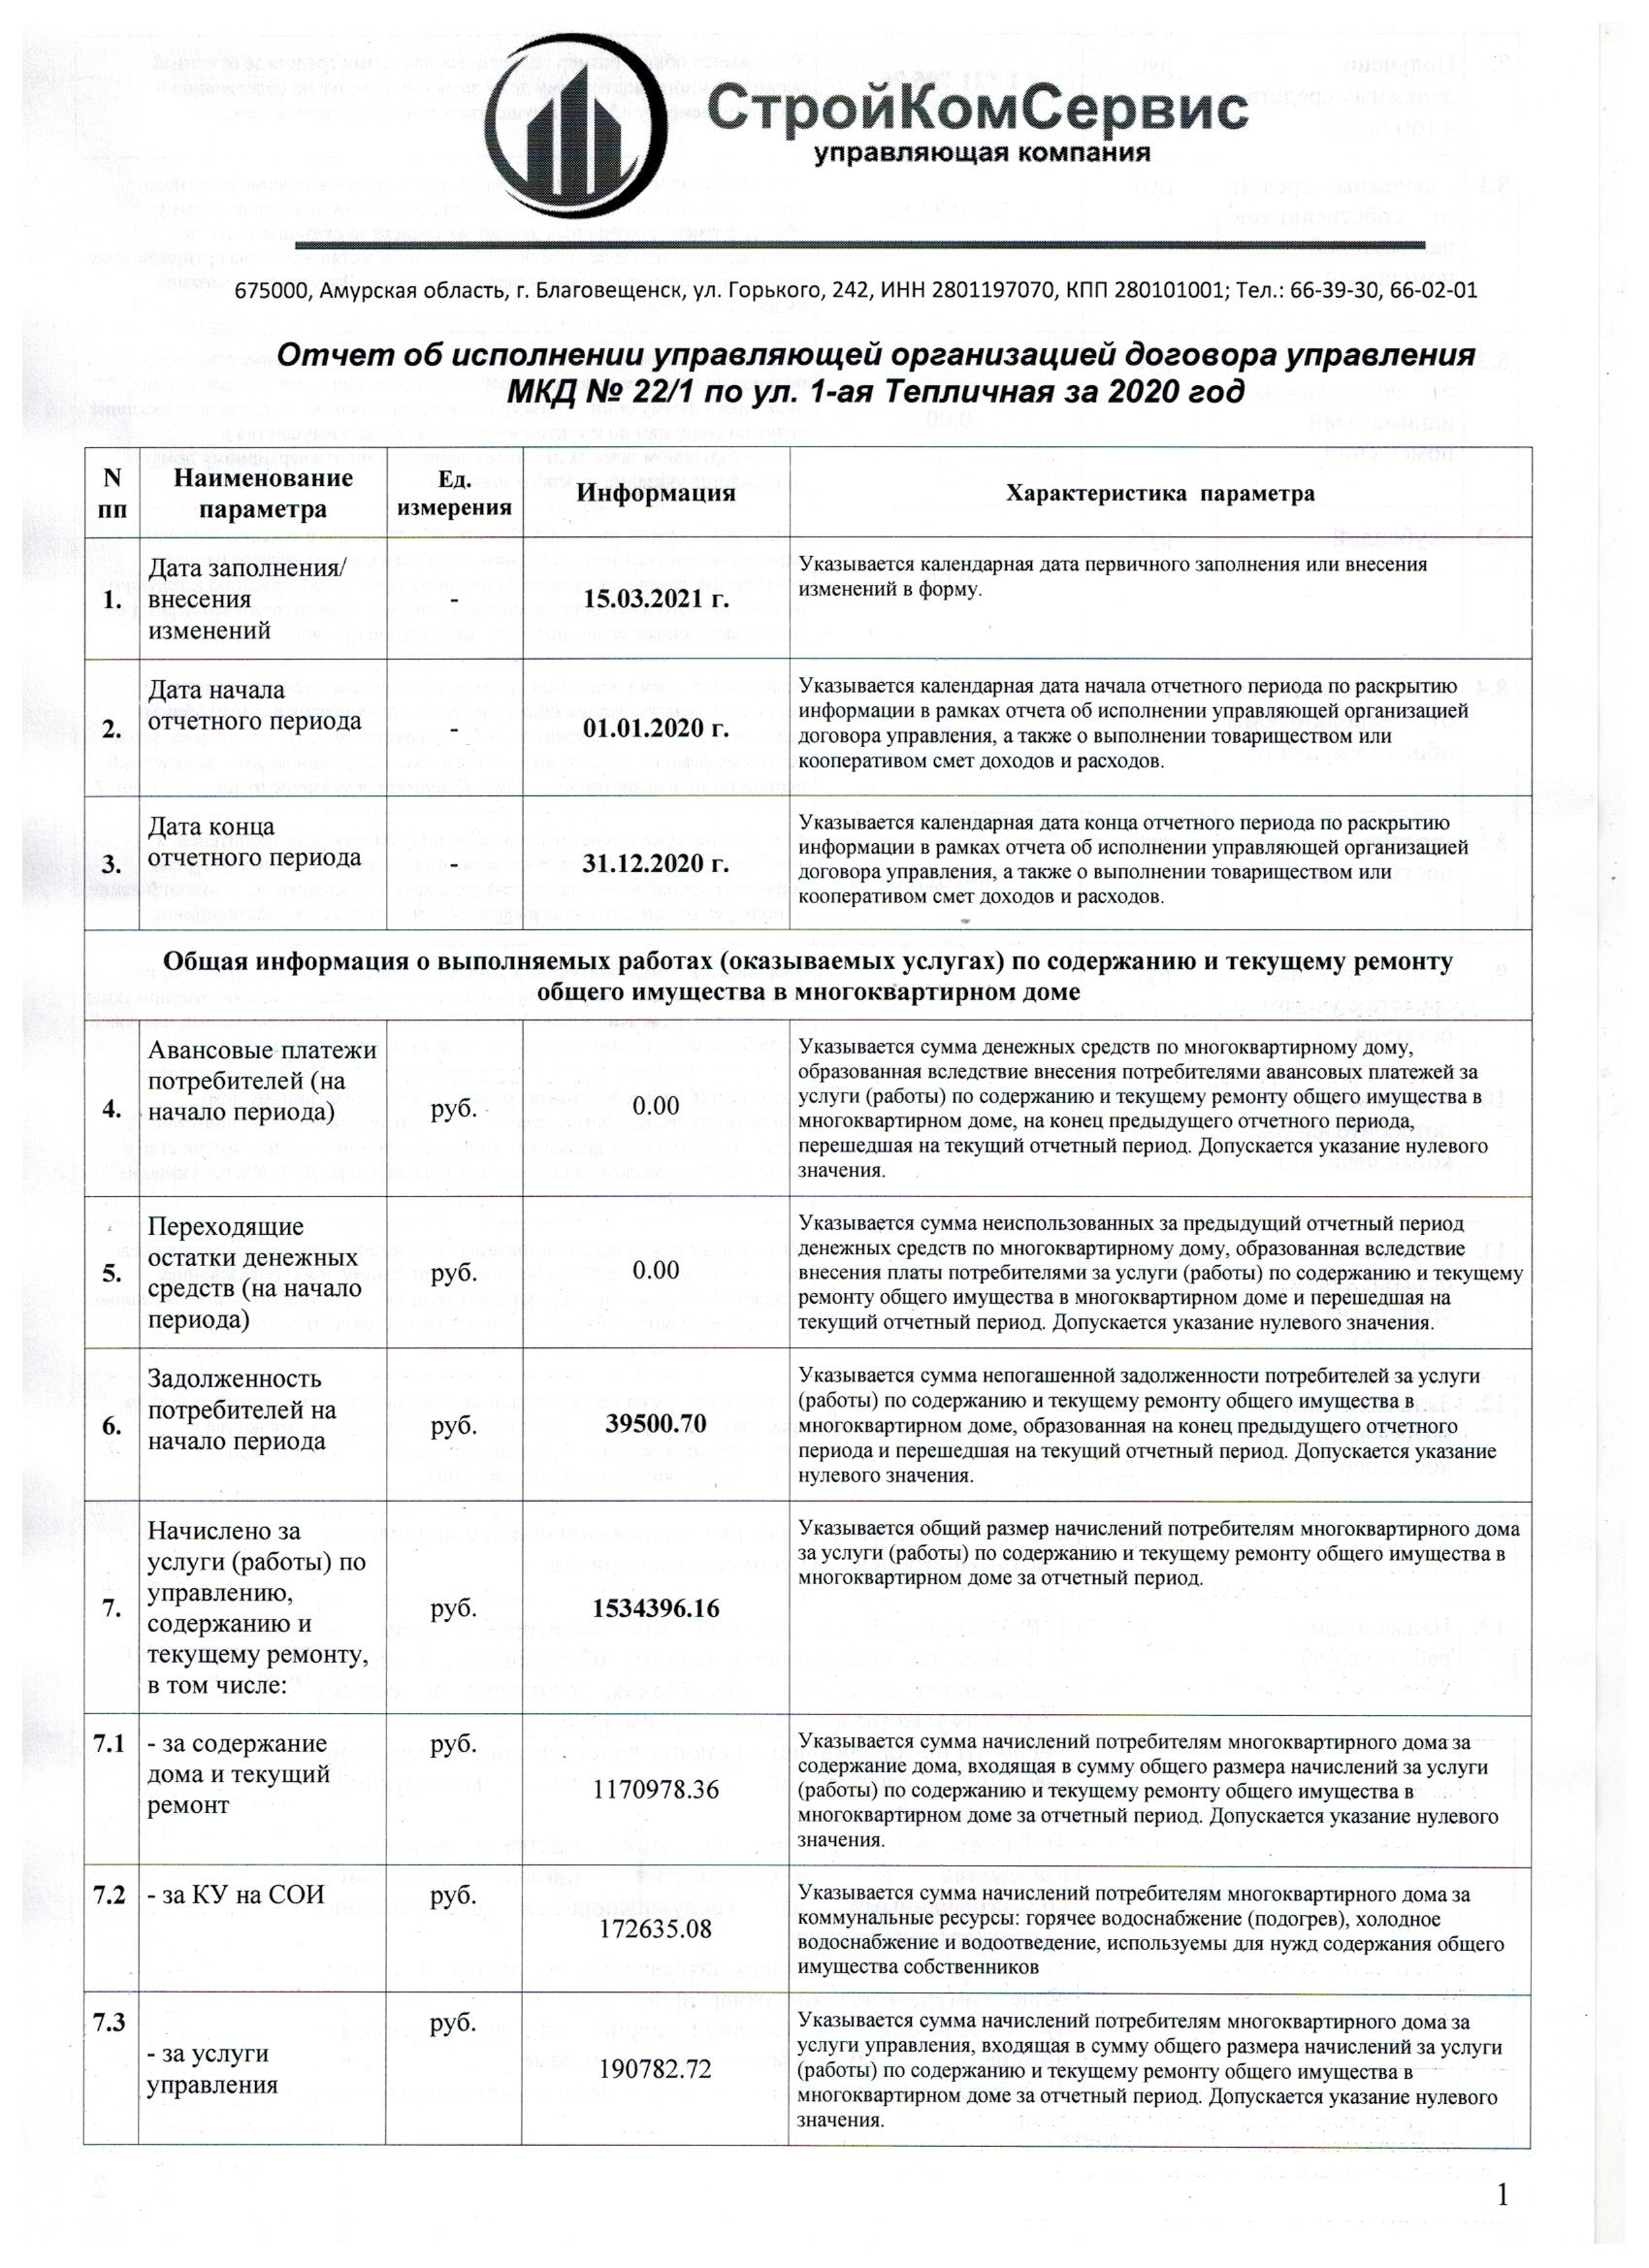 СтройКомСервис
управляющая компания
675000, Амурская область, г. Благовещенск, ул. Горького, 242, ИНН 2801197070, КПП 280101001; Тел.: 66-39-30, 66-02-01
Отчет об исполнении управляющей организацией договора управления
МКД № 22/1 по ул. 1-ая Тепличная за 2020 год
N пп
Наименование параметра
Ед. измерения
Информация
Характеристика параметра
1.
Дата заполнения/
внесения
изменений
-
15.03.2021 г.
Указывается календарная дата первичного заполнения или внесения
изменений в форму.
2.
Дата начала
отчетного периода
-
01.01.2020 г.
Указывается календарная дата начала отчетного периода по раскрытию
информации в рамках отчета об исполнении управляющей организацией
договора управления, а также о выполнении товариществом или
кооперативом смет доходов и расходов.
3.
Дата конца
отчетного периода
-
31.12.2020 г.
Указывается календарная дата конца отчетного периода по раскрытию
информации в рамках отчета об исполнении управляющей организацией
договора управления, а также о выполнении товариществом или
кооперативом смет доходов и расходов.
Общая информация о выполняемых работах (оказываемых услугах) по содержанию и текущему ремонту
общего имущества в многоквартирном доме
4.
Авансовые платежи
потребителей (на
начало периода)
руб.
0.00
Указывается сумма денежных средств по многоквартирному дому,
образованная вследствие внесения потребителями авансовых платежей за
услуги (работы) по содержанию и текущему ремонту общего имущества в
многоквартирном доме, на конец предыдущего отчетного периода,
перешедшая на текущий отчетный период. Допускается указание нулевого
значения.
5.
Переходящие
остатки денежных
средств (на начало
периода)
руб.
0.00
Указывается сумма неиспользованных за предыдущий отчетный период
денежных средств по многоквартирному дому, образованная вследствие
внесения платы потребителями за услуги (работы) по содержанию и текущему
ремонту общего имущества в многоквартирном доме и перешедшая на
текущий отчетный период. Допускается указание нулевого значения.
6.
Задолженность
потребителей на
начало периода
руб.
39500.70
Указывается сумма непогашенной задолженности потребителей за услуги
(работы) по содержанию и текущему ремонту общего имущества в
многоквартирном доме, образованная на конец предыдущего отчетного
периода и перешедшая на текущий отчетный период. Допускается указание
нулевого значения.
7.
Начислено за
услуги (работы) по
управлению,
содержанию и
текущему ремонту,
в том числе:
руб.
1534396.16
Указывается общий размер начислений потребителям многоквартирного дома
за услуги (работы) по содержанию и текущему ремонту общего имущества в
многоквартирном доме за отчетный период.
7.1
- за содержание
дома и текущий
ремонт
руб.
1170978.36
Указывается сумма начислений потребителям многоквартирного дома за
содержание дома, входящая в сумму общего размера начислений за услуги
(работы) по содержанию и текущему ремонту общего имущества в
многоквартирном доме за отчетный период. Допускается указание нулевого
значения.
7.2
- за КУ на СОИ
руб.
172635.08
Указывается сумма начислений потребителям многоквартирного дома за
коммунальные ресурсы: горячее водоснабжение (подогрев), холодное
водоснабжение и водоотведение, используемы для нужд содержания общего
имущества собственников
7.3
- за услуги
управления
руб.
190782.72
Указывается сумма начислений потребителям многоквартирного дома за
услуги управления, входящая в сумму общего размера начислений за услуги
(работы) по содержанию и текущему ремонту общего имущества в
многоквартирном доме за отчетный период. Допускается указание нулевого
значения.
1